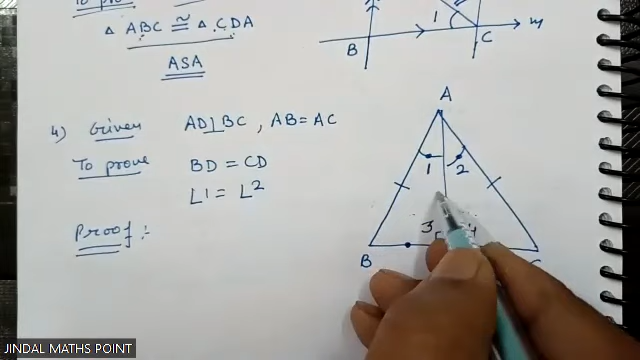 △ ABC ≅ △ CDA
ASA
B
1
C
4) Given AD⊥BC, AB=AC
To prove BD = CD
∠1 = ∠2
Proof :-
A
1 2
3 4
B C
JINDAL MATHS POINT